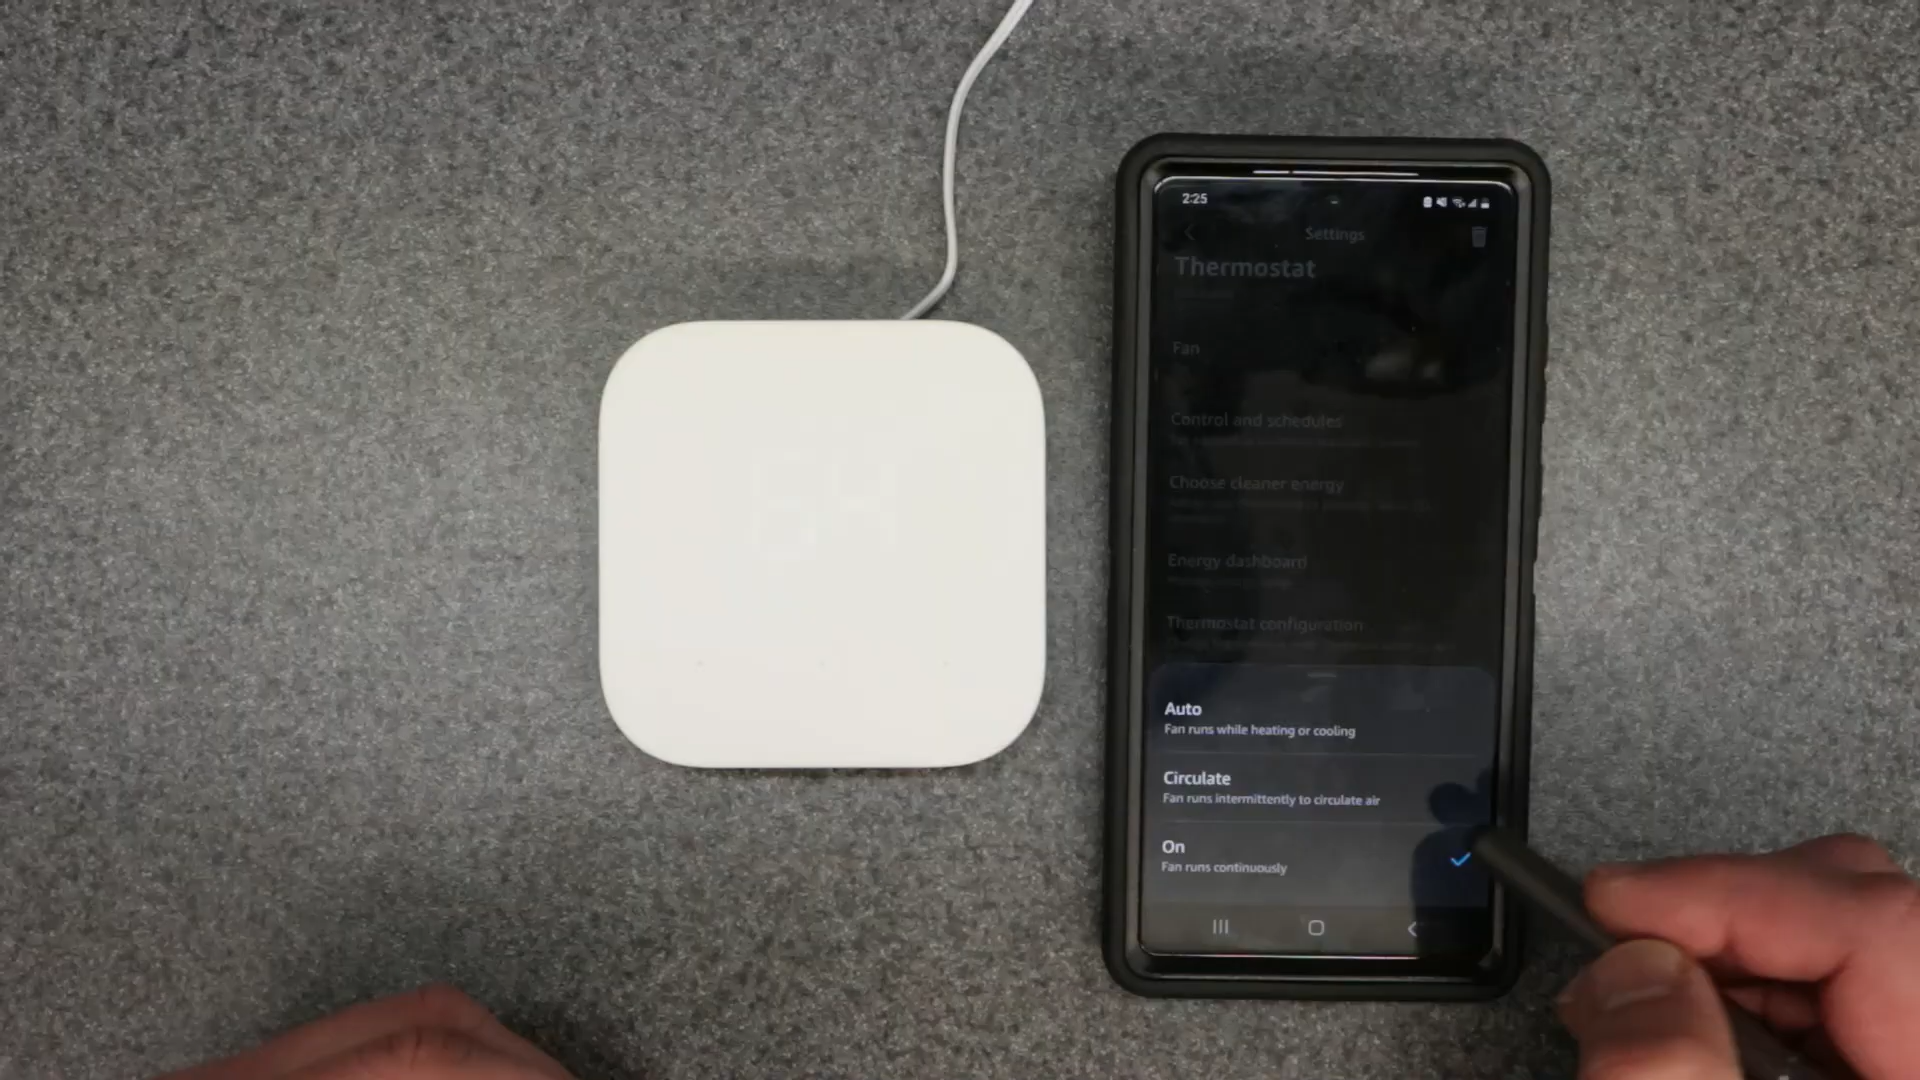 2:25
Settings
Thermostat
Fan
Control and schedules
Choose cleaner energy
Energy dashboard
Thermostat configuration
Auto
Fan runs while heating or cooling
Circulate
Fan runs intermittently to circulate air
On
Fan runs continuously